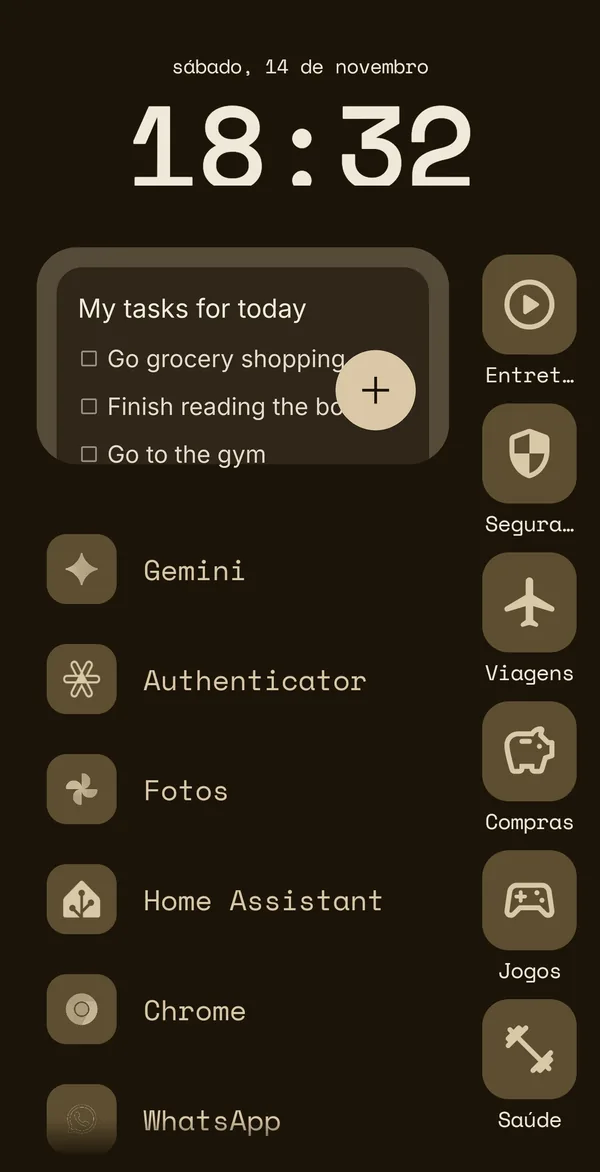 sábado, 14 de novembro
18:32
My tasks for today
Go grocery shopping
Finish reading the
Go to the gym
Gemini
Authenticator
Fotos
Home Assistant
Chrome
WhatsApp
Entret…
Segura…
Viagens
Compras
Jogos
Saúde